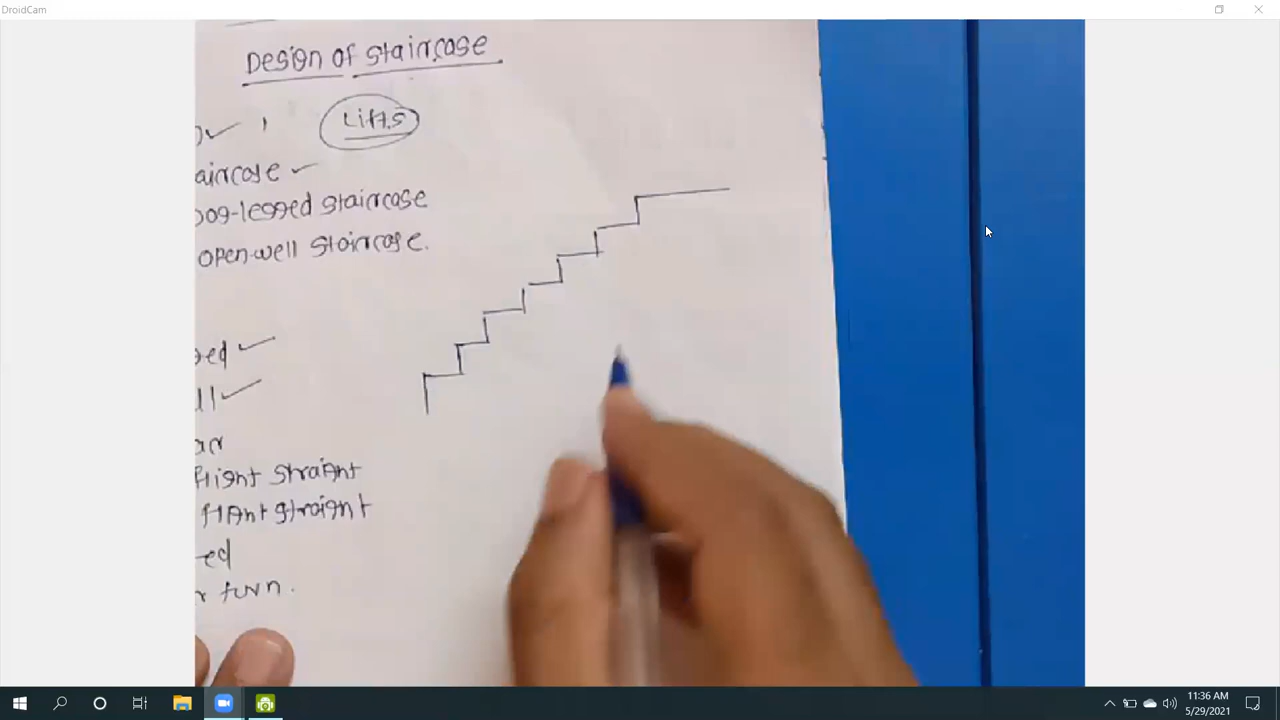 DroidCam
Design of staircase
Lifts
aircase
og-legged staircase
open-well staircase.
ed
ll
ar
flight straight
flight straight
ed
r turn.
11:36 AM
5/29/2021